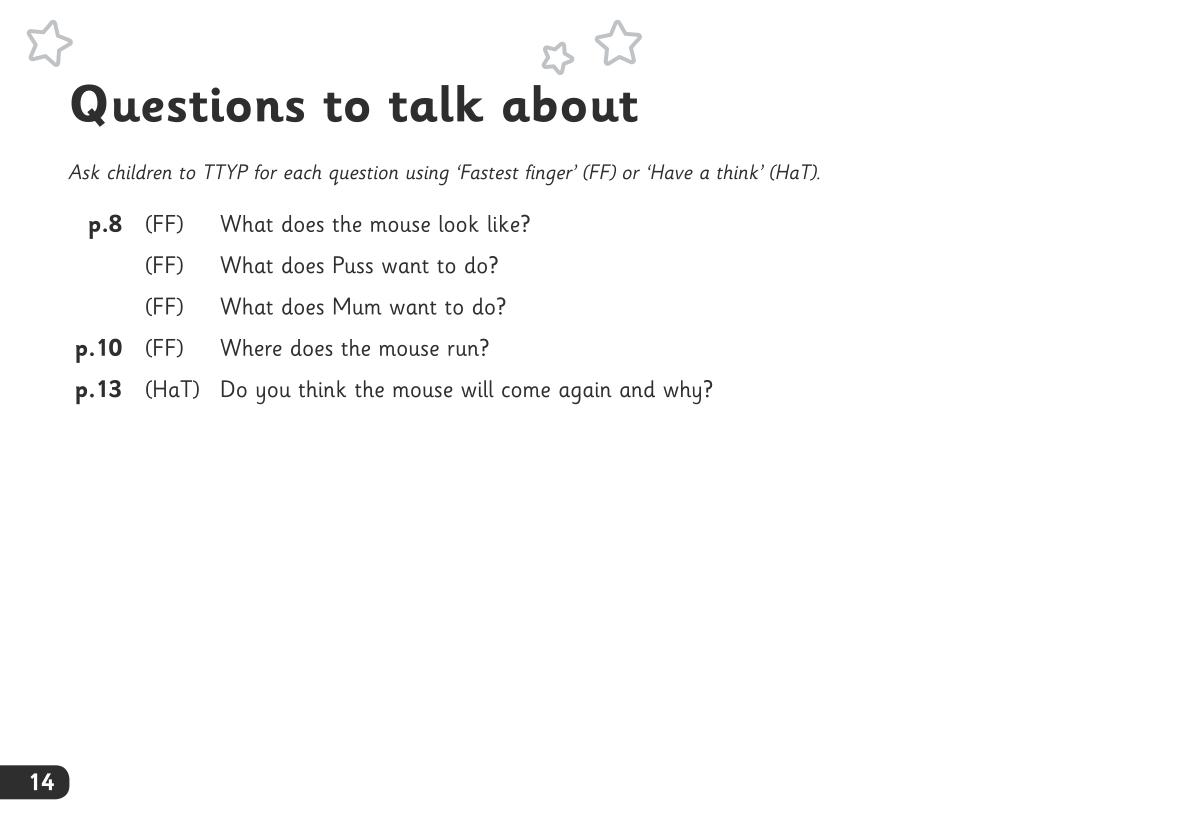 Questions to talk about
Ask children to TTYP for each question using ‘Fastest finger’ (FF) or ‘Have a think’ (HaT).
p.8 (FF) What does the mouse look like?
(FF) What does Puss want to do?
(FF) What does Mum want to do?
p.10 (FF) Where does the mouse run?
p.13 (HaT) Do you think the mouse will come again and why?
14